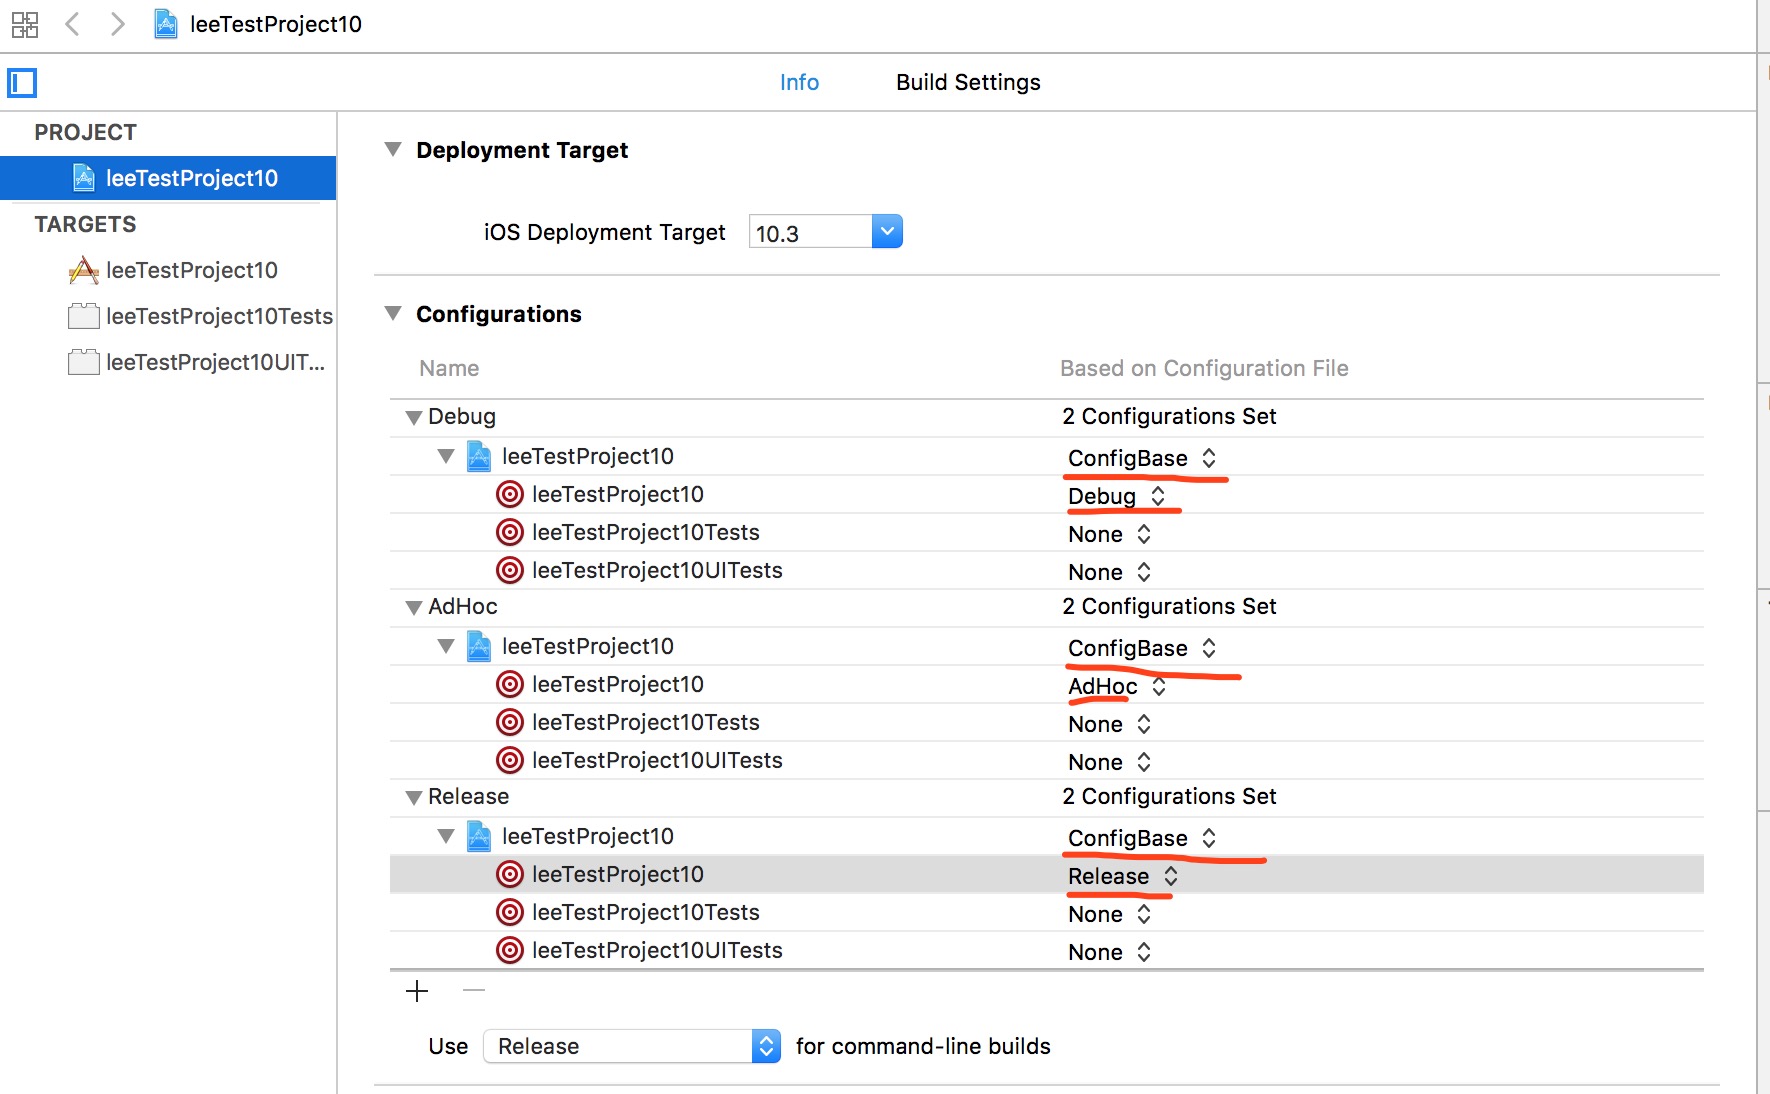 leeTestProject10
Info Build Settings
PROJECT
leeTestProject10
TARGETS
leeTestProject10
leeTestProject10Tests
leeTestProject10UIT...
Deployment Target
iOS Deployment Target 10.3
Configurations
Name Based on Configuration File
Debug 2 Configurations Set
leeTestProject10 ConfigBase
leeTestProject10 Debug
leeTestProject10Tests None
leeTestProject10UITests None
AdHoc 2 Configurations Set
leeTestProject10 ConfigBase
leeTestProject10 AdHoc
leeTestProject10Tests None
leeTestProject10UITests None
Release 2 Configurations Set
leeTestProject10 ConfigBase
leeTestProject10 Release
leeTestProject10Tests None
leeTestProject10UITests None
Use Release for command-line builds